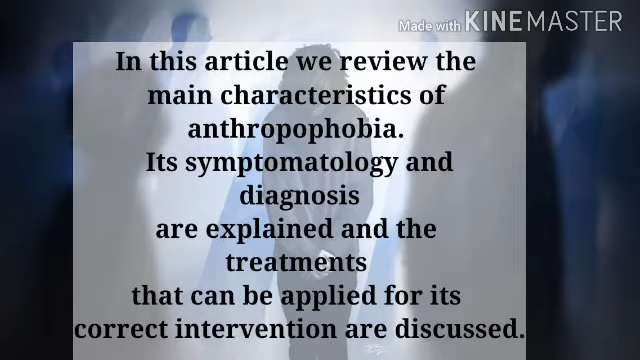 Made with KINEMASTER
In this article we review the
main characteristics of
anthropophobia.
Its symptomatology and
diagnosis
are explained and the
treatments
that can be applied for its
correct intervention are discussed.